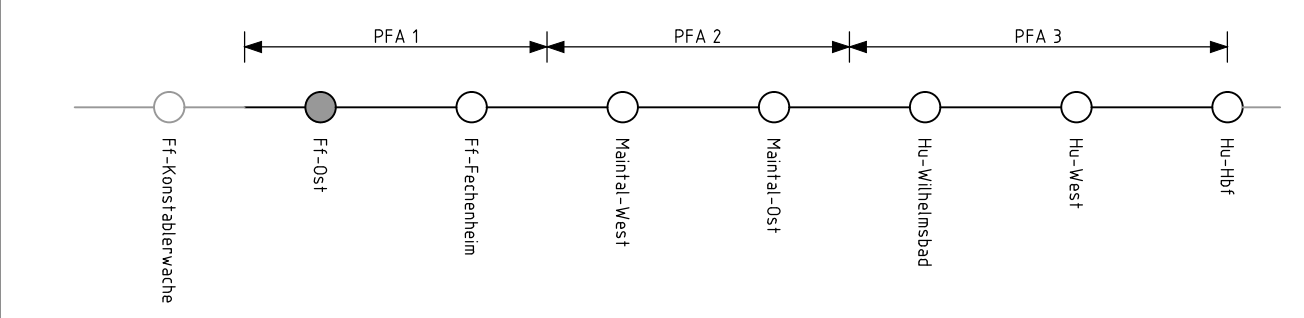 PFA 1
PFA 2
PFA 3
Ff-Konstablerwache
Ff-Ost
Ff-Fechenheim
Maintal-West
Maintal-Ost
Hu-Wilhelmsbad
Hu-West
Hu-Hbf